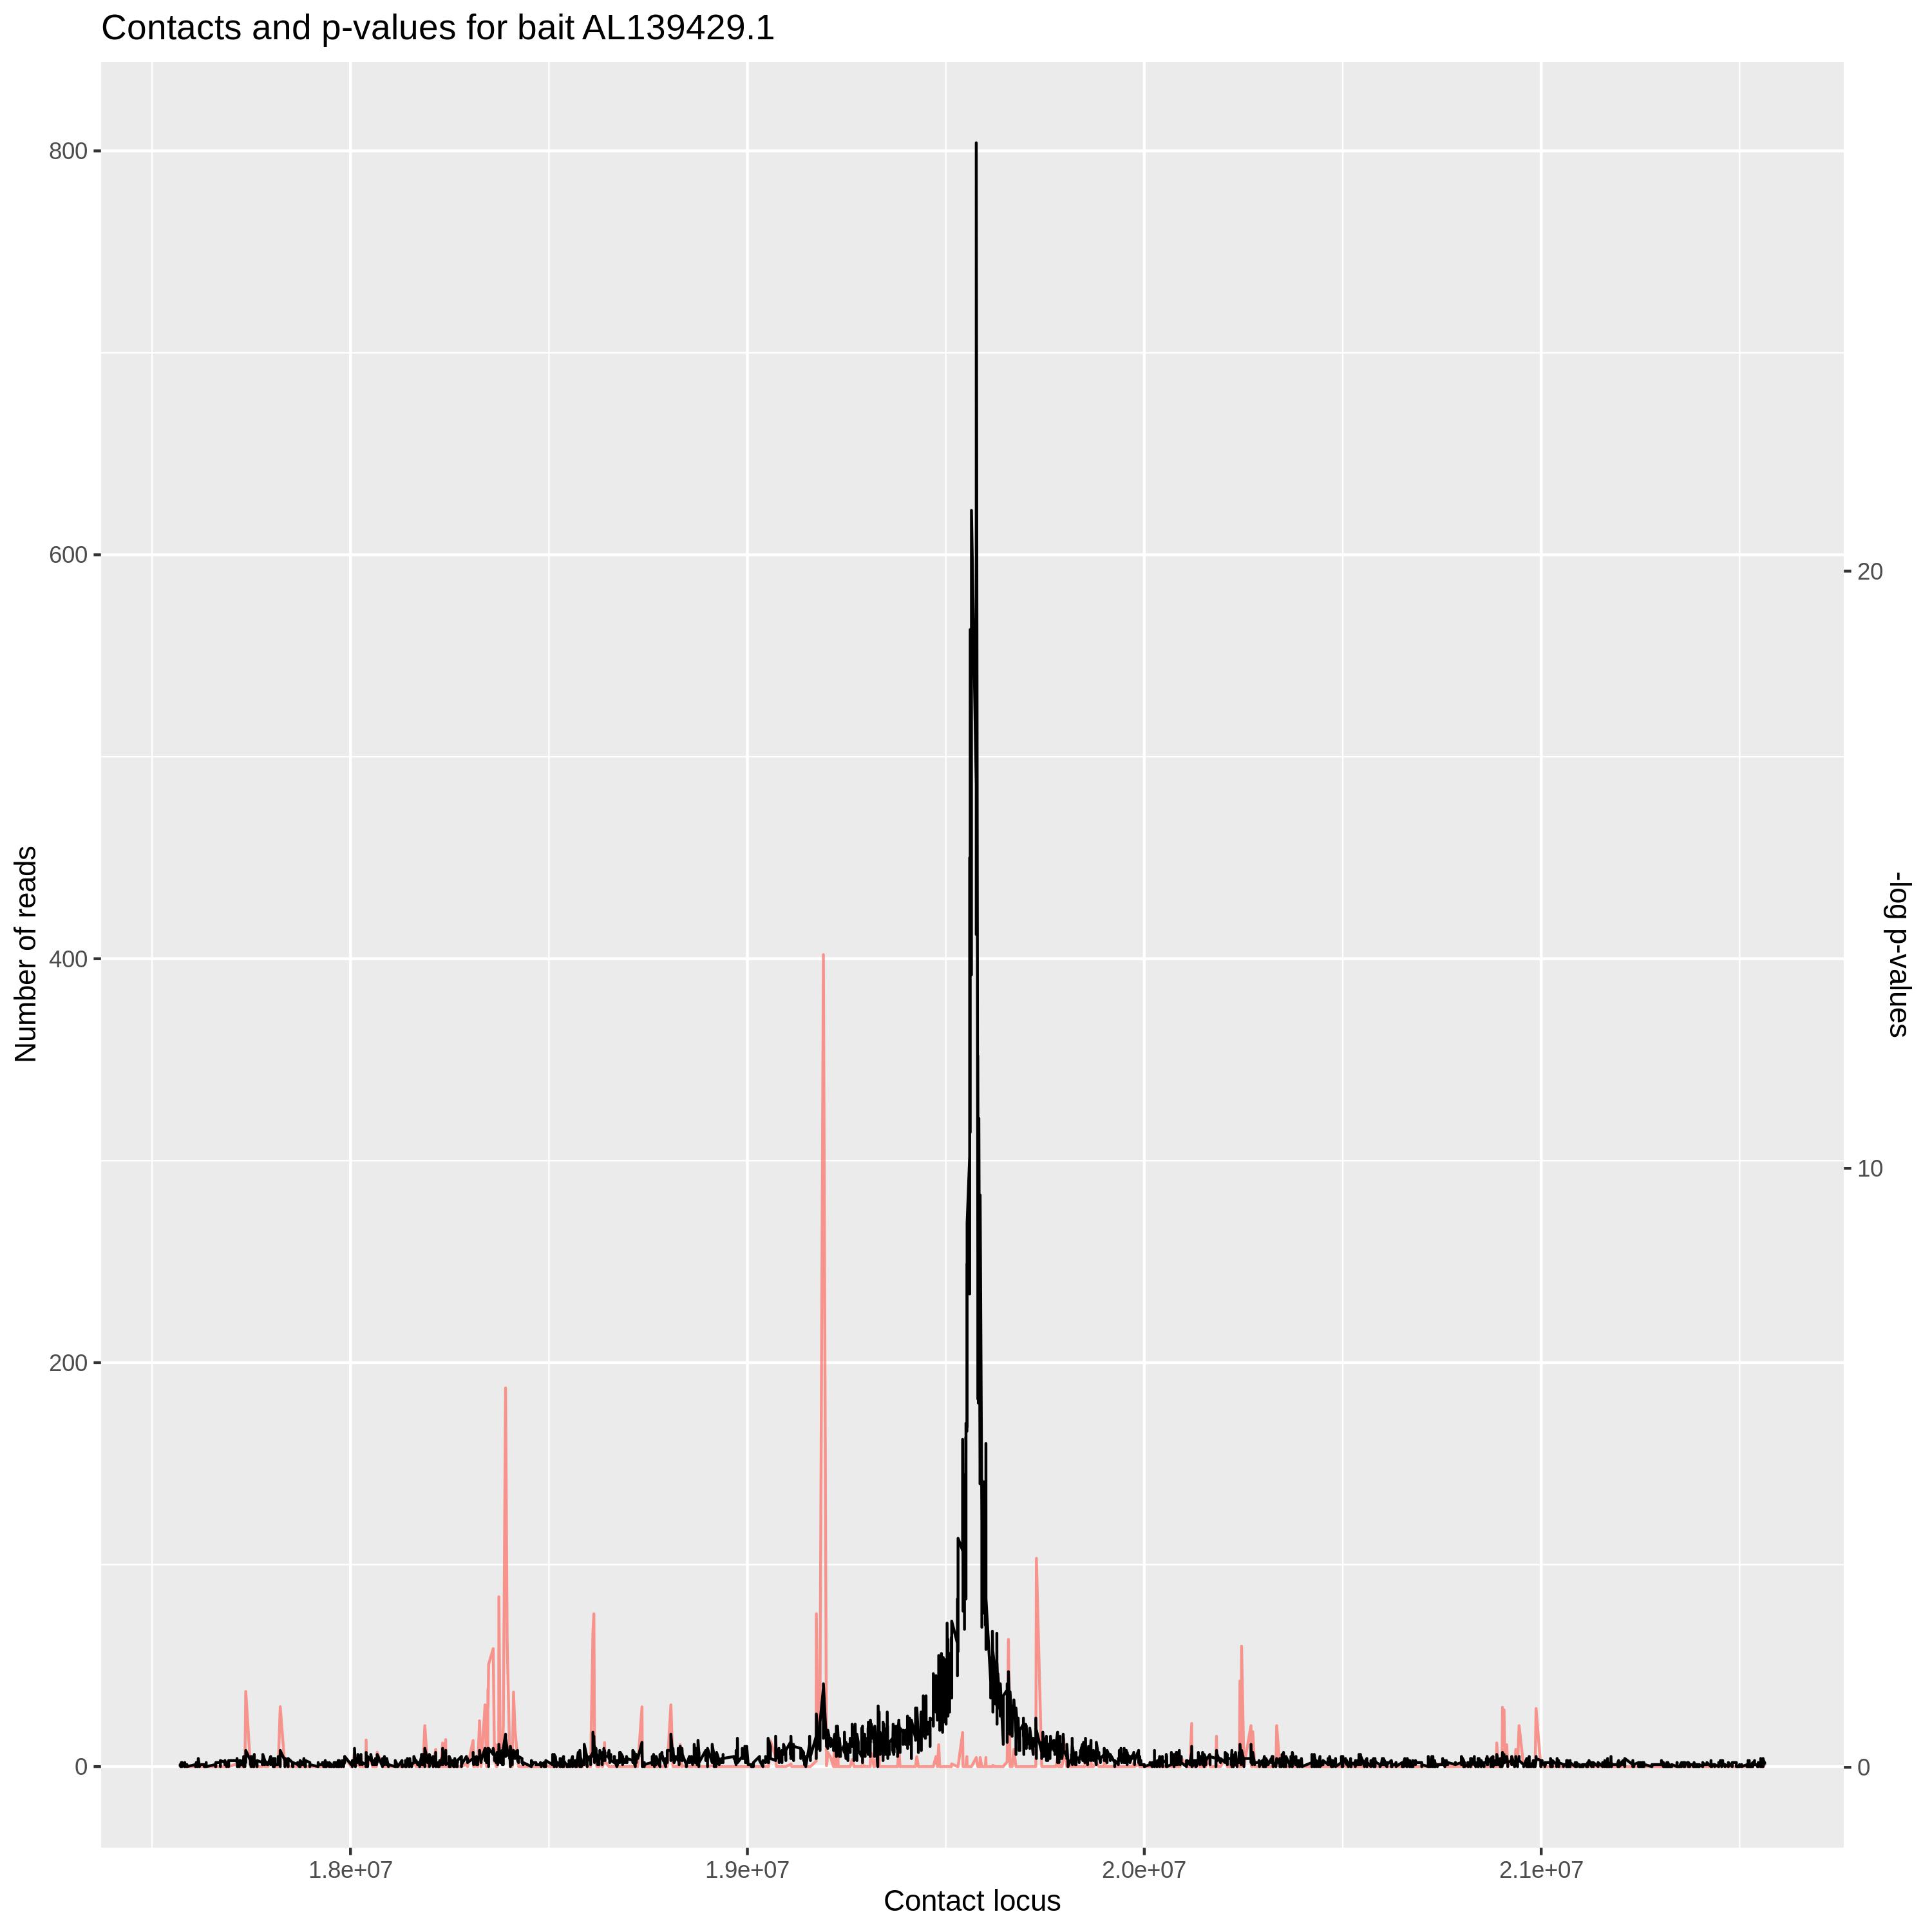 Contacts and p-values for bait AL139429.1
800
600
400
200
0
Number of reads
20
10
0
-log p-values
1.8e+07
1.9e+07
2.0e+07
2.1e+07
Contact locus